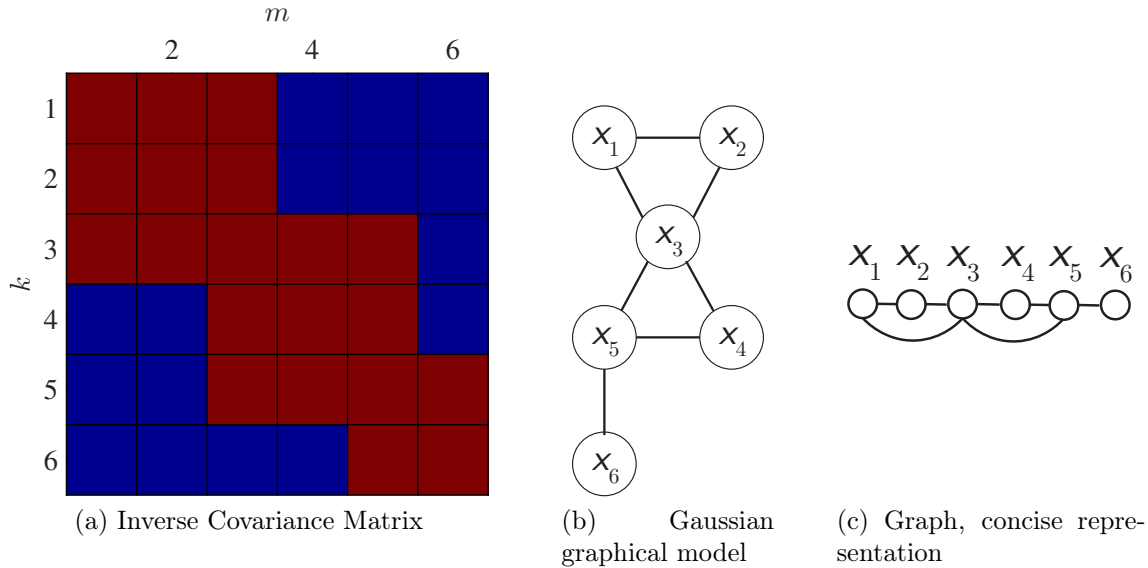 m
2 4 6
1
2
3
4
5
6
k
(a) Inverse Covariance Matrix
X1 X2
X3
X5 X4
X6
(b) Gaussian
graphical model
X1 X2 X3 X4 X5 X6
(c) Graph, concise repre-
sentation